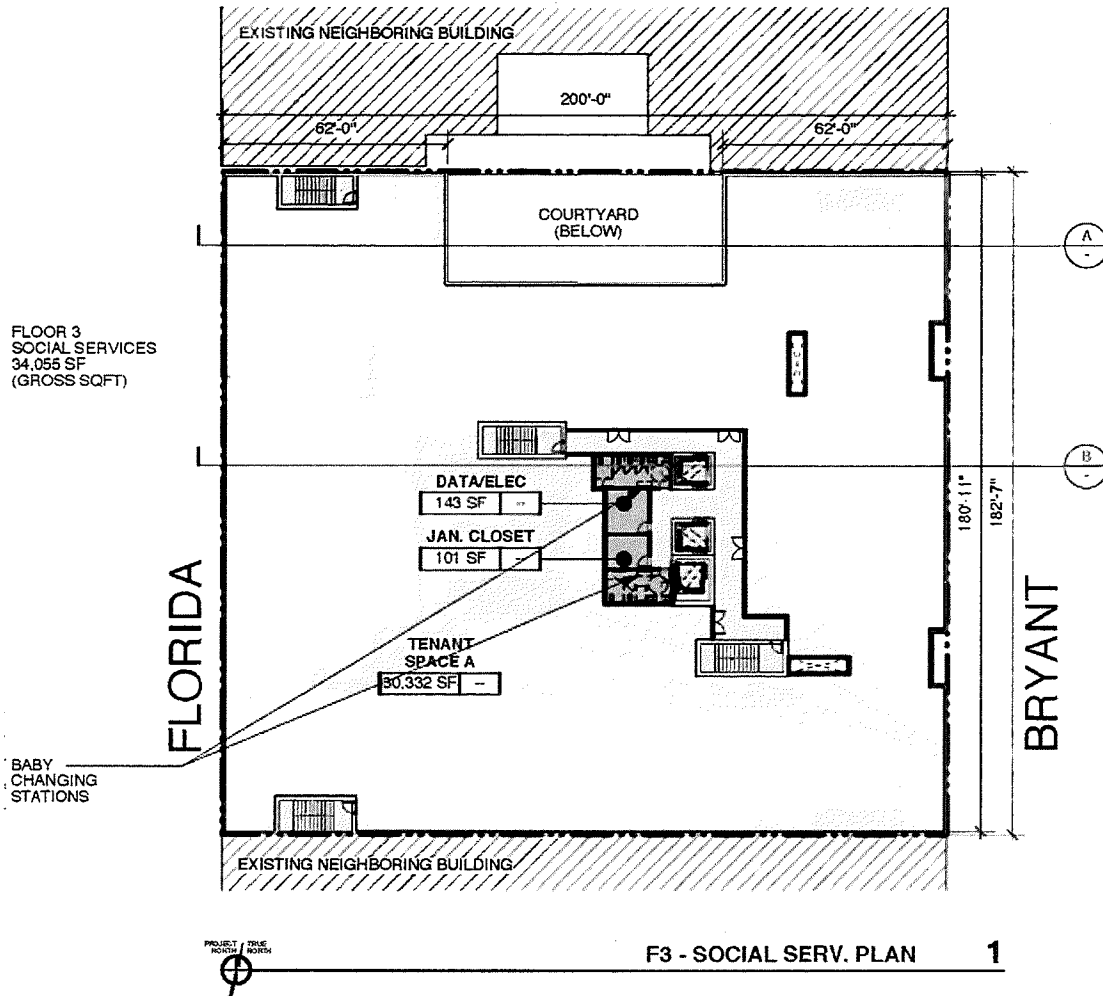 EXISTING NEIGHBORING BUILDING
200'-0"
62'-0"
62'-0"
COURTYARD
(BELOW)
A
-
FLOOR 3
SOCIAL SERVICES
34,055 SF
(GROSS SQFT)
B
-
DATA/ELEC
143 SF --
JAN. CLOSET
101 SF --
180'-11"
182'-7"
FLORIDA
BRYANT
TENANT
SPACE A
30,332 SF --
BABY
CHANGING
STATIONS
EXISTING NEIGHBORING BUILDING
PROJECT NORTH / TRUE NORTH
F3 - SOCIAL SERV. PLAN 1